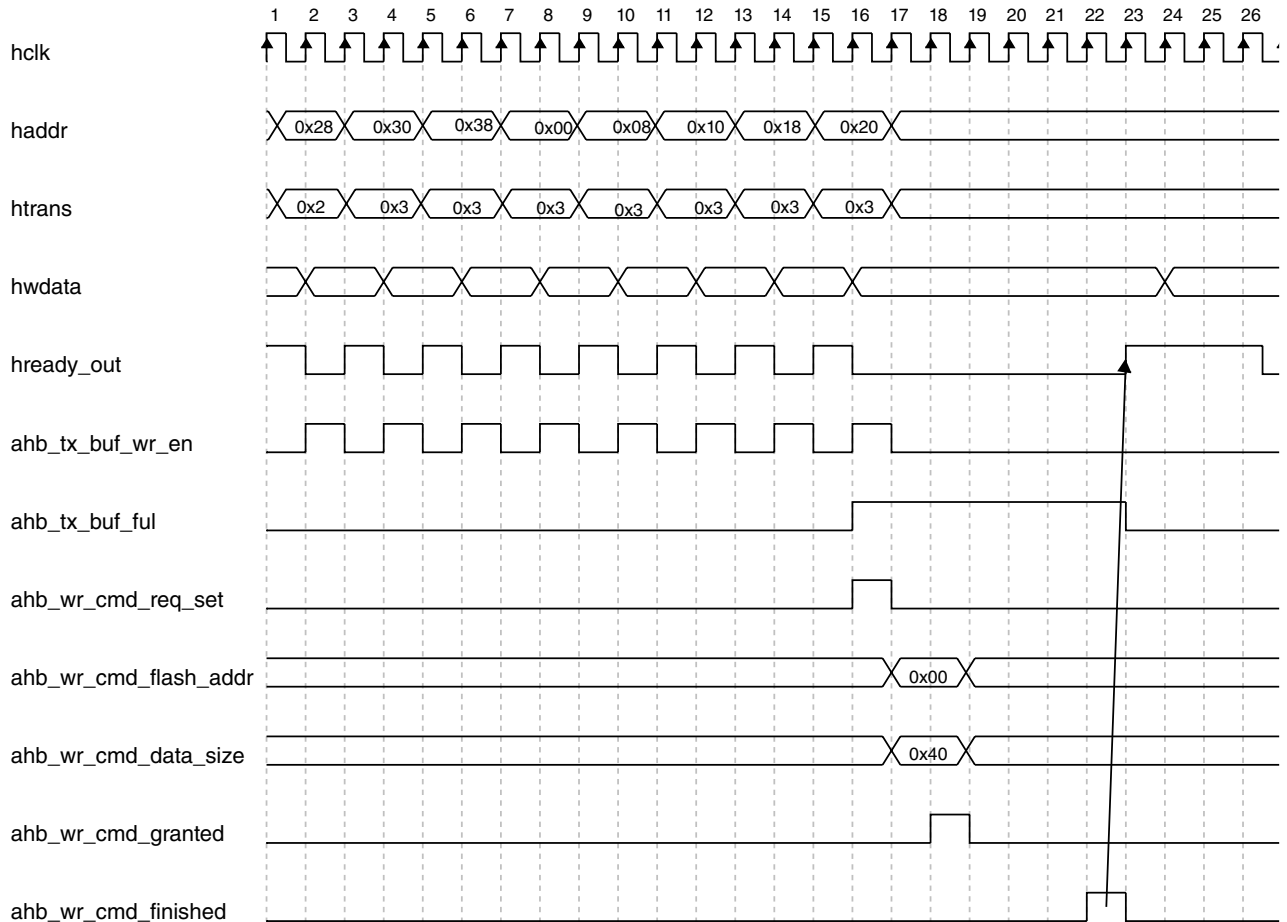 1 2 3 4 5 6 7 8 9 10 11 12 13 14 15 16 17 18 19 20 21 22 23 24 25 26
hclk
haddr 0x28 0x30 0x38 0x00 0x08 0x10 0x18 0x20
htrans 0x2 0x3 0x3 0x3 0x3 0x3 0x3 0x3
hwdata
hready_out
ahb_tx_buf_wr_en
ahb_tx_buf_ful
ahb_wr_cmd_req_set
ahb_wr_cmd_flash_addr 0x00
ahb_wr_cmd_data_size 0x40
ahb_wr_cmd_granted
ahb_wr_cmd_finished